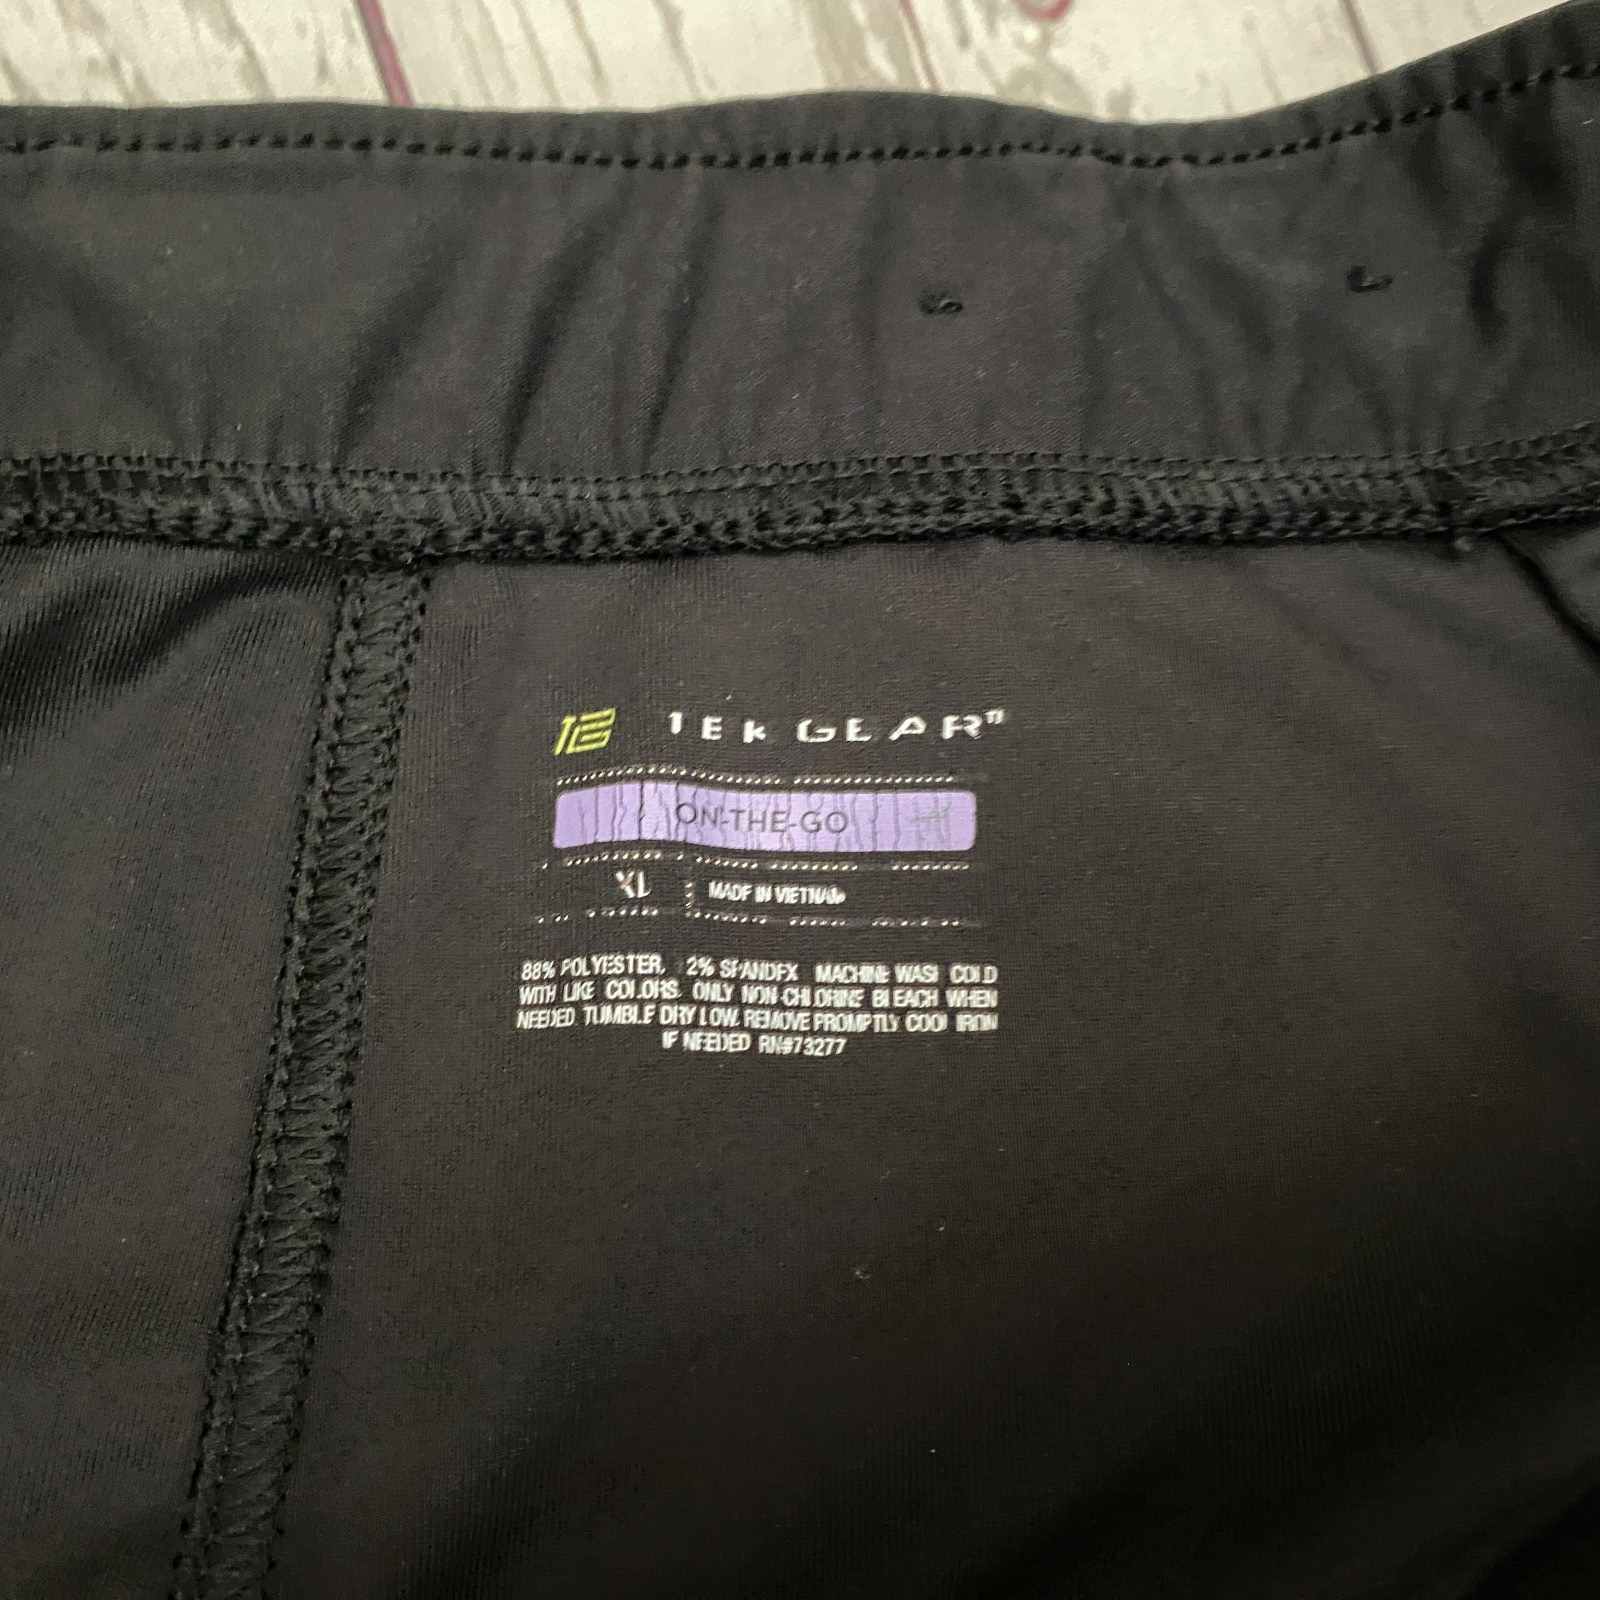 TEK GEAR
ON-THE-GO
XL MADE IN VIETNAM
88% POLYESTER, 2% SPANDEX MACHINE WASH COLD
WITH LIKE COLORS. ONLY NON-CHLORINE BLEACH WHEN
NEEDED. TUMBLE DRY LOW. REMOVE PROMPTLY COOL IRON
IF NEEDED RN#73277